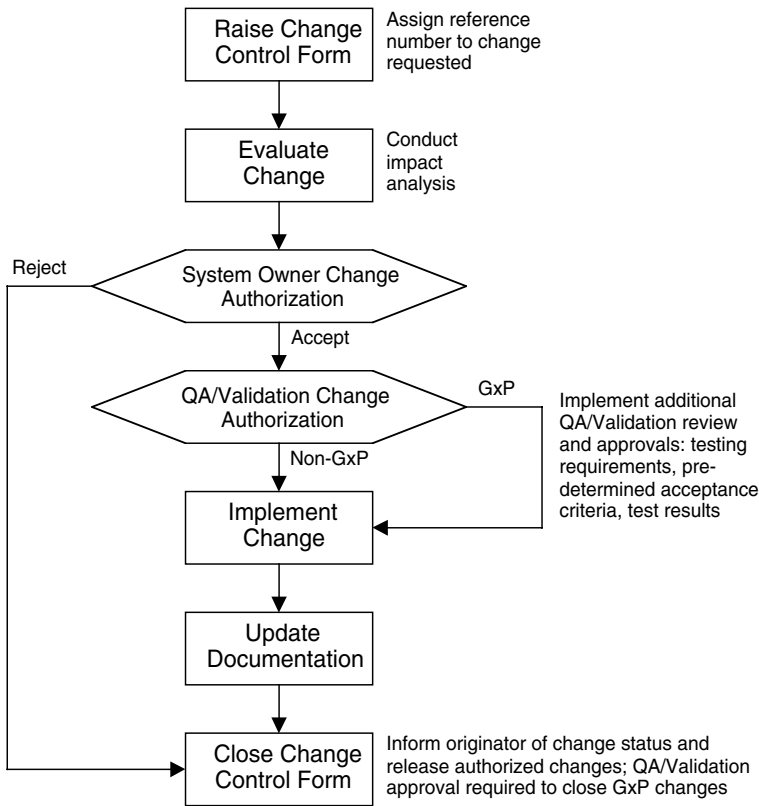 Raise Change
Control Form
Assign reference
number to change
requested
Evaluate
Change
Conduct
impact
analysis
Reject
System Owner Change
Authorization
Accept
QA/Validation Change
Authorization
GxP
Implement additional
QA/Validation review
and approvals: testing
requirements, pre-
determined acceptance
criteria, test results
Non-GxP
Implement
Change
Update
Documentation
Close Change
Control Form
Inform originator of change status and
release authorized changes; QA/Validation
approval required to close GxP changes